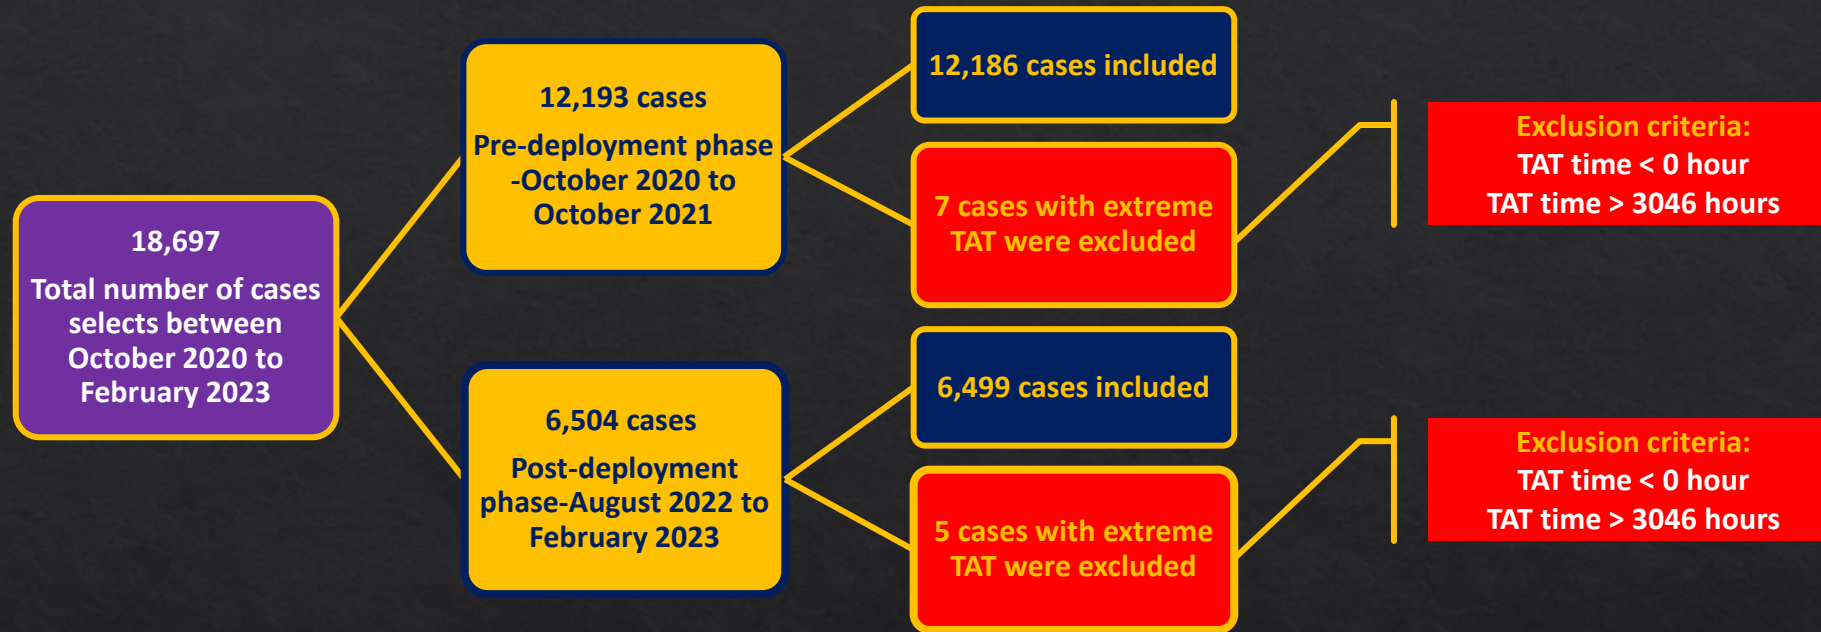 18,697
Total number of cases
selects between
October 2020 to
February 2023
12,193 cases
Pre-deployment phase
-October 2020 to
October 2021
12,186 cases included
7 cases with extreme
TAT were excluded
Exclusion criteria:
TAT time < 0 hour
TAT time > 3046 hours
6,504 cases
Post-deployment
phase-August 2022 to
February 2023
6,499 cases included
5 cases with extreme
TAT were excluded
Exclusion criteria:
TAT time < 0 hour
TAT time > 3046 hours